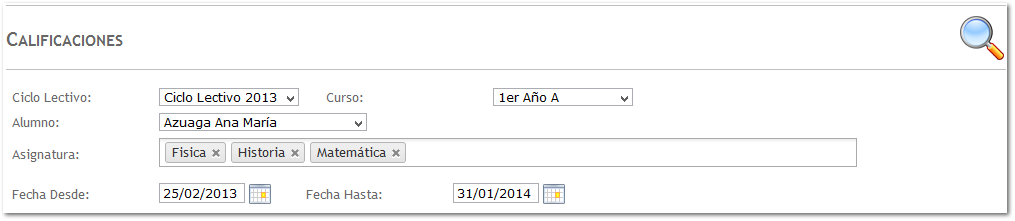 CALIFICACIONES
Ciclo Lectivo: Ciclo Lectivo 2013 Curso: 1er Año A
Alumno: Azuaga Ana María
Asignatura: Fisica × Historia × Matemática ×
Fecha Desde: 25/02/2013 Fecha Hasta: 31/01/2014